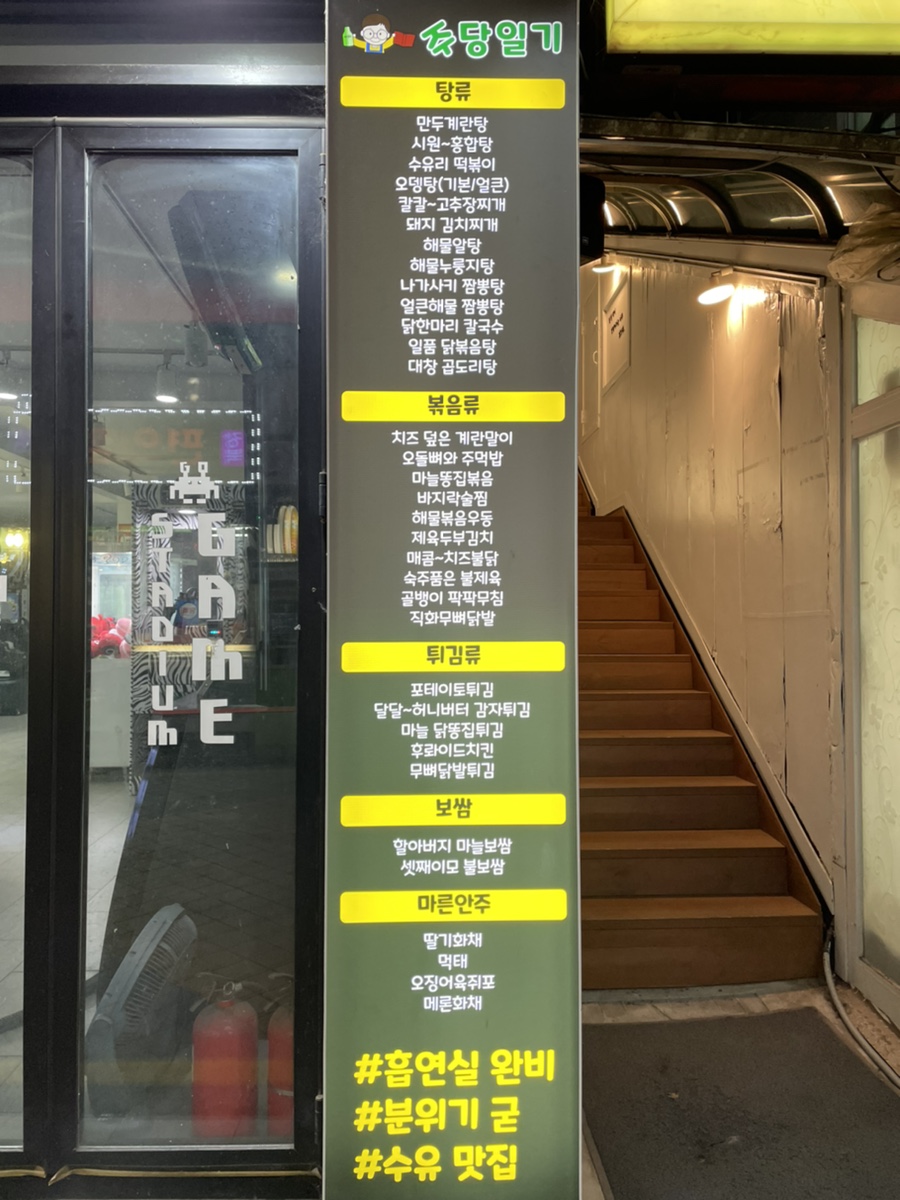 수당일기
탕류
만두계란탕
시원~홍합탕
수유리 떡볶이
오뎅탕(기본/얼큰)
칼칼~고추장찌개
돼지 김치찌개
해물알탕
해물누룽지탕
나가사키 짬뽕탕
얼큰해물 짬뽕탕
닭한마리 칼국수
일품 닭볶음탕
대창 곱도리탕
볶음류
치즈 덮은 계란말이
오돌뼈와 주먹밥
마늘똥집볶음
바지락술찜
해물볶음우동
제육두부김치
매콤~치즈불닭
숙주품은 불제육
골뱅이 팍팍무침
직화무뼈닭발
튀김류
포테이토튀김
달달~허니버터 감자튀김
마늘 닭똥집튀김
후롸이드치킨
무뼈닭발튀김
보쌈
할아버지 마늘보쌈
셋째이모 불보쌈
마른안주
딸기화채
먹태
오징어육쥐포
메론화채
#흡연실 완비
#분위기 굳
#수유 맛집
GO
GAME
STADIUM